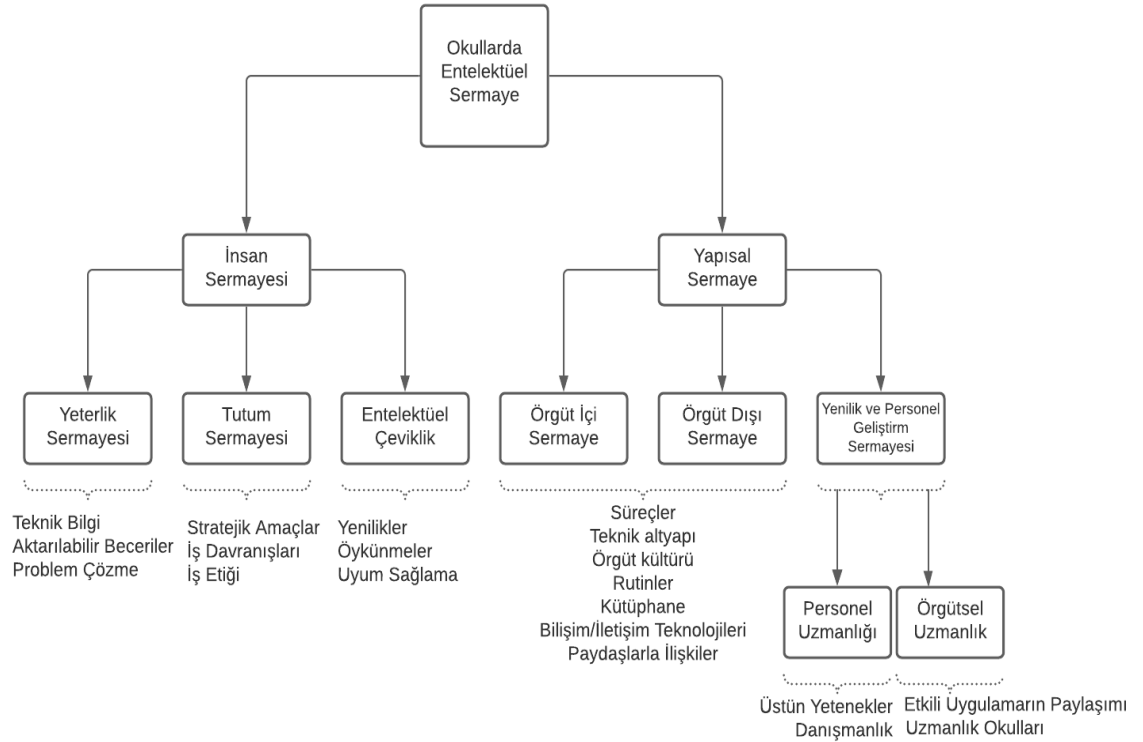 Okullarda
Entelektüel
Sermaye
İnsan
Sermayesi
Yapısal
Sermaye
Yeterlik
Sermayesi
Tutum
Sermayesi
Entelektüel
Çeviklik
Örgüt İçi
Sermaye
Örgüt Dışı
Sermaye
Yenilik ve Personel
Geliştirm
Sermayesi
Teknik Bilgi
Aktarılabilir Beceriler
Problem Çözme
Stratejik Amaçlar
İş Davranışları
İş Etiği
Yenilikler
Öykünmeler
Uyum Sağlama
Süreçler
Teknik altyapı
Örgüt kültürü
Rutinler
Kütüphane
Bilişim/İletişim Teknolojileri
Paydaşlarla İlişkiler
Personel
Uzmanlığı
Örgütsel
Uzmanlık
Üstün Yetenekler
Danışmanlık
Etkili Uygulamarın Paylaşımı
Uzmanlık Okulları